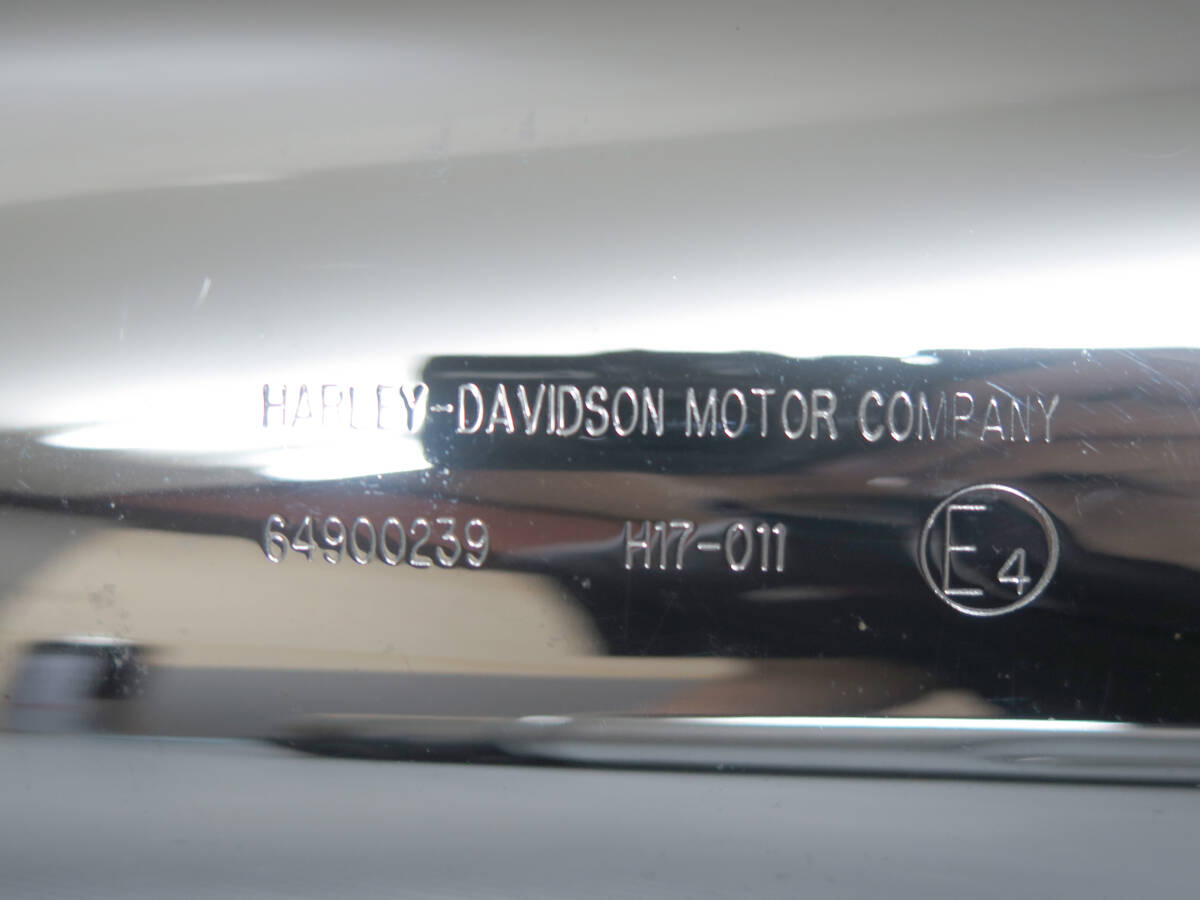 HARLEY-DAVIDSON MOTOR COMPANY
64900239 H17-011 E4